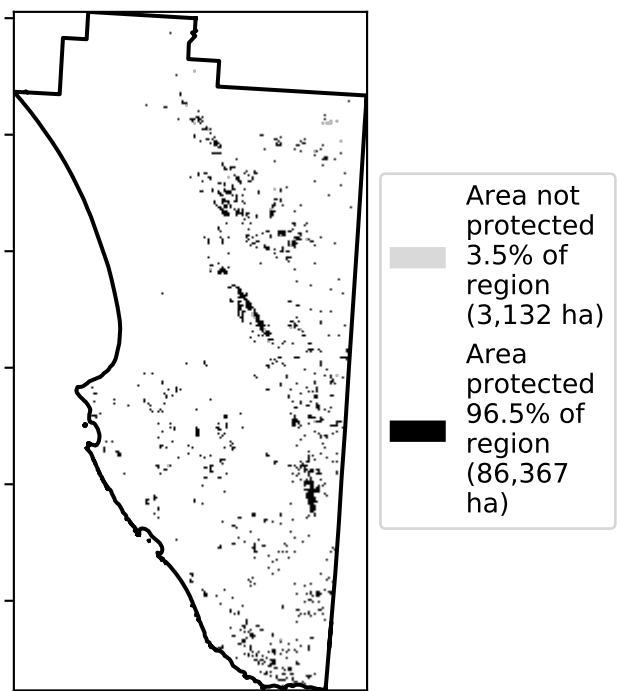 Area not
protected
3.5% of
region
(3,132 ha)
Area
protected
96.5% of
region
(86,367
ha)